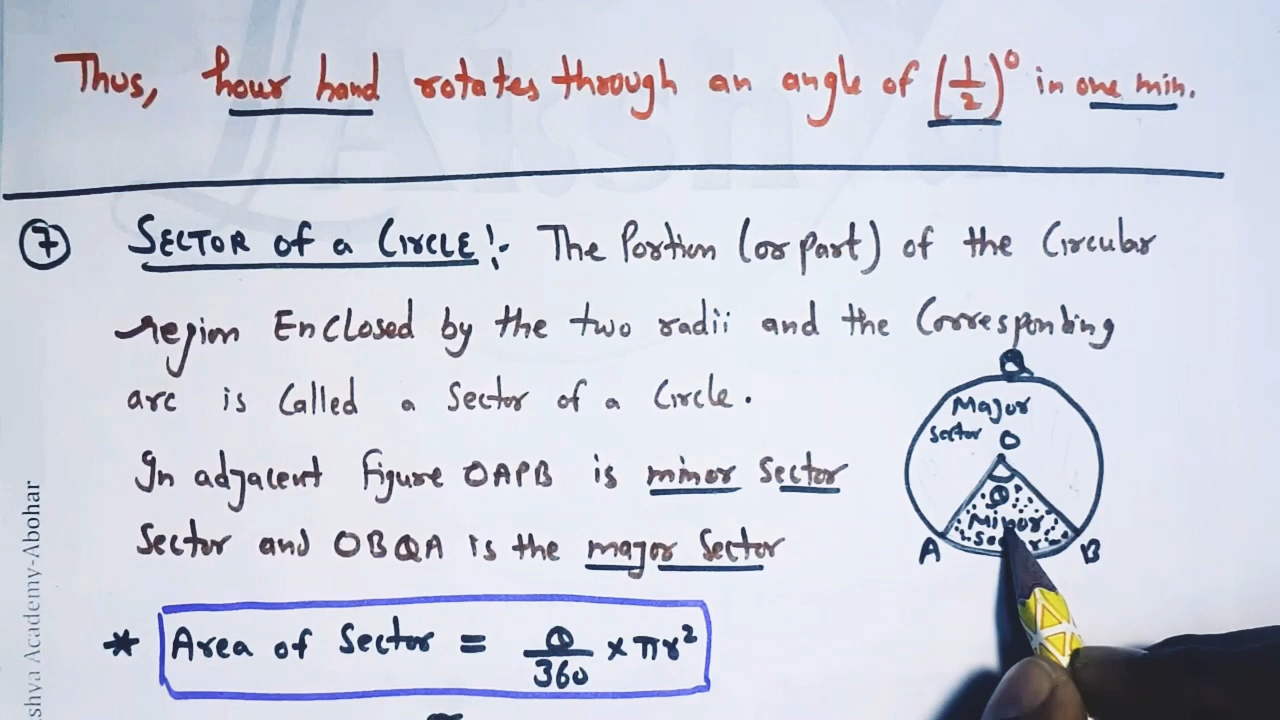 Thus, hour hand rotates through an angle of (1/2)° in one min.
7 SECTOR of a CIRCLE:- The Portion (or part) of the Circular
region Enclosed by the two radii and the Corresponding
arc is Called a Sector of a Circle.
In adjacent Figure OAPB is minor Sector
Sector and OBQA is the major Sector
* Area of Sector = θ/360 × πr²
Q
Major
Sector
O
θ
Minor
A
B
shva Academy-Abohar